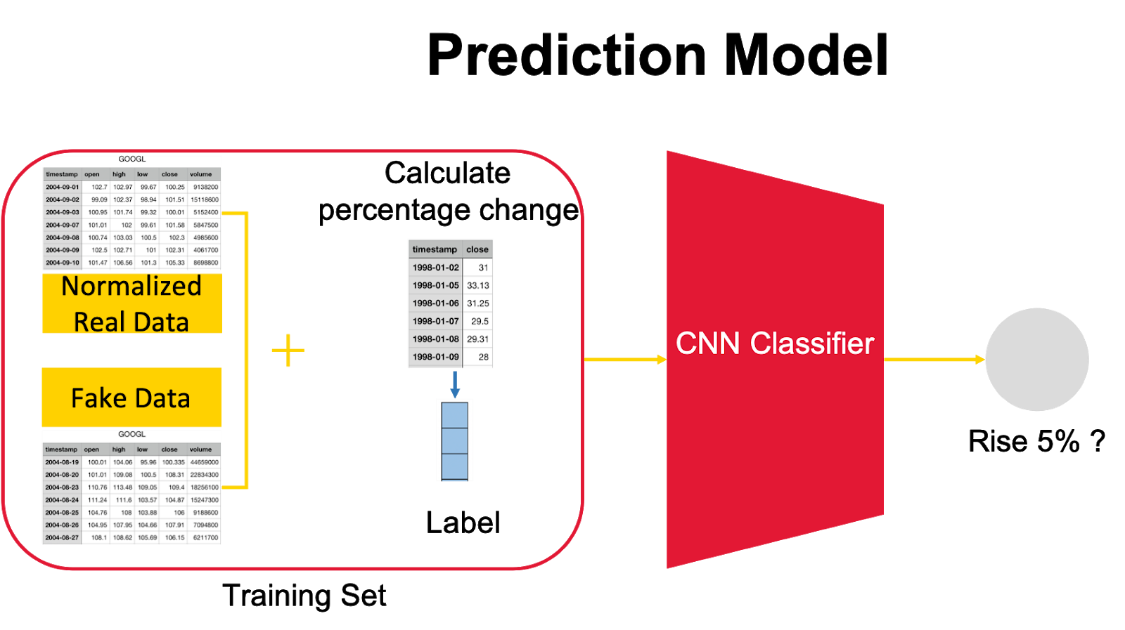 Prediction Model
GOOGL
timestamp open high low close volume
2004-09-01 102.7 102.97 99.67 100.25 9138200
2004-09-02 99.09 102.37 98.94 101.51 15118600
2004-09-03 100.95 101.74 99.32 100.01 5152400
2004-09-07 101.01 102 99.61 101.58 5847500
2004-09-08 100.74 103.03 100.5 102.3 4985600
2004-09-09 102.5 102.71 101 102.31 4061700
2004-09-10 101.47 106.56 101.3 105.33 8698800
Normalized
Real Data
Fake Data
GOOGL
timestamp open high low close volume
2004-08-19 100.01 104.06 95.96 100.335 44659000
2004-08-20 101.01 109.08 100.5 108.31 22834300
2004-08-23 110.76 113.48 109.05 109.4 18256100
2004-08-24 111.24 111.6 103.57 104.87 15247300
2004-08-25 104.76 108 103.88 106 9188600
2004-08-26 104.95 107.95 104.66 107.91 7094800
2004-08-27 108.1 108.62 105.69 106.15 6211700
+
Calculate
percentage change
timestamp close
1998-01-02 31
1998-01-05 33.13
1998-01-06 31.25
1998-01-07 29.5
1998-01-08 29.31
1998-01-09 28
Label
Training Set
CNN Classifier
Rise 5% ?